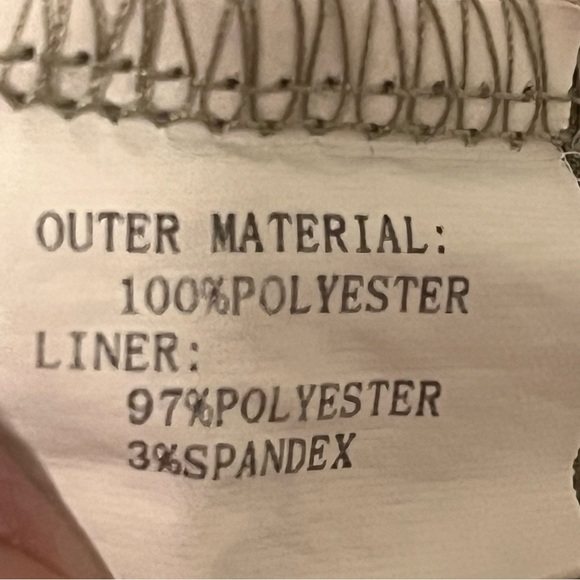 OUTER MATERIAL:
100%POLYESTER
LINER:
97%POLYESTER
3%SPANDEX